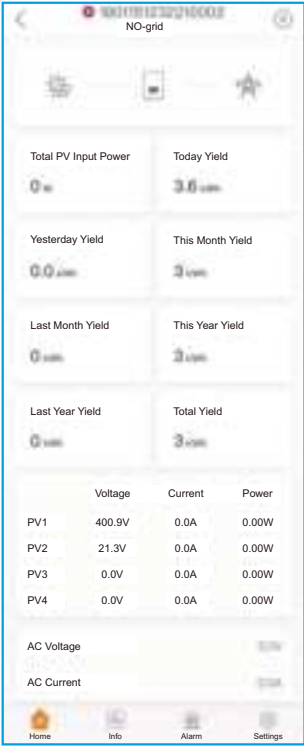 NO-grid
Total PV Input Power Today Yield
0 3.6
Yesterday Yield This Month Yield
0.0 3
Last Month Yield This Year Yield
0 3
Last Year Yield Total Yield
0 3
Voltage Current Power
PV1 400.9V 0.0A 0.00W
PV2 21.3V 0.0A 0.00W
PV3 0.0V 0.0A 0.00W
PV4 0.0V 0.0A 0.00W
AC Voltage
AC Current
Home Info Alarm Settings